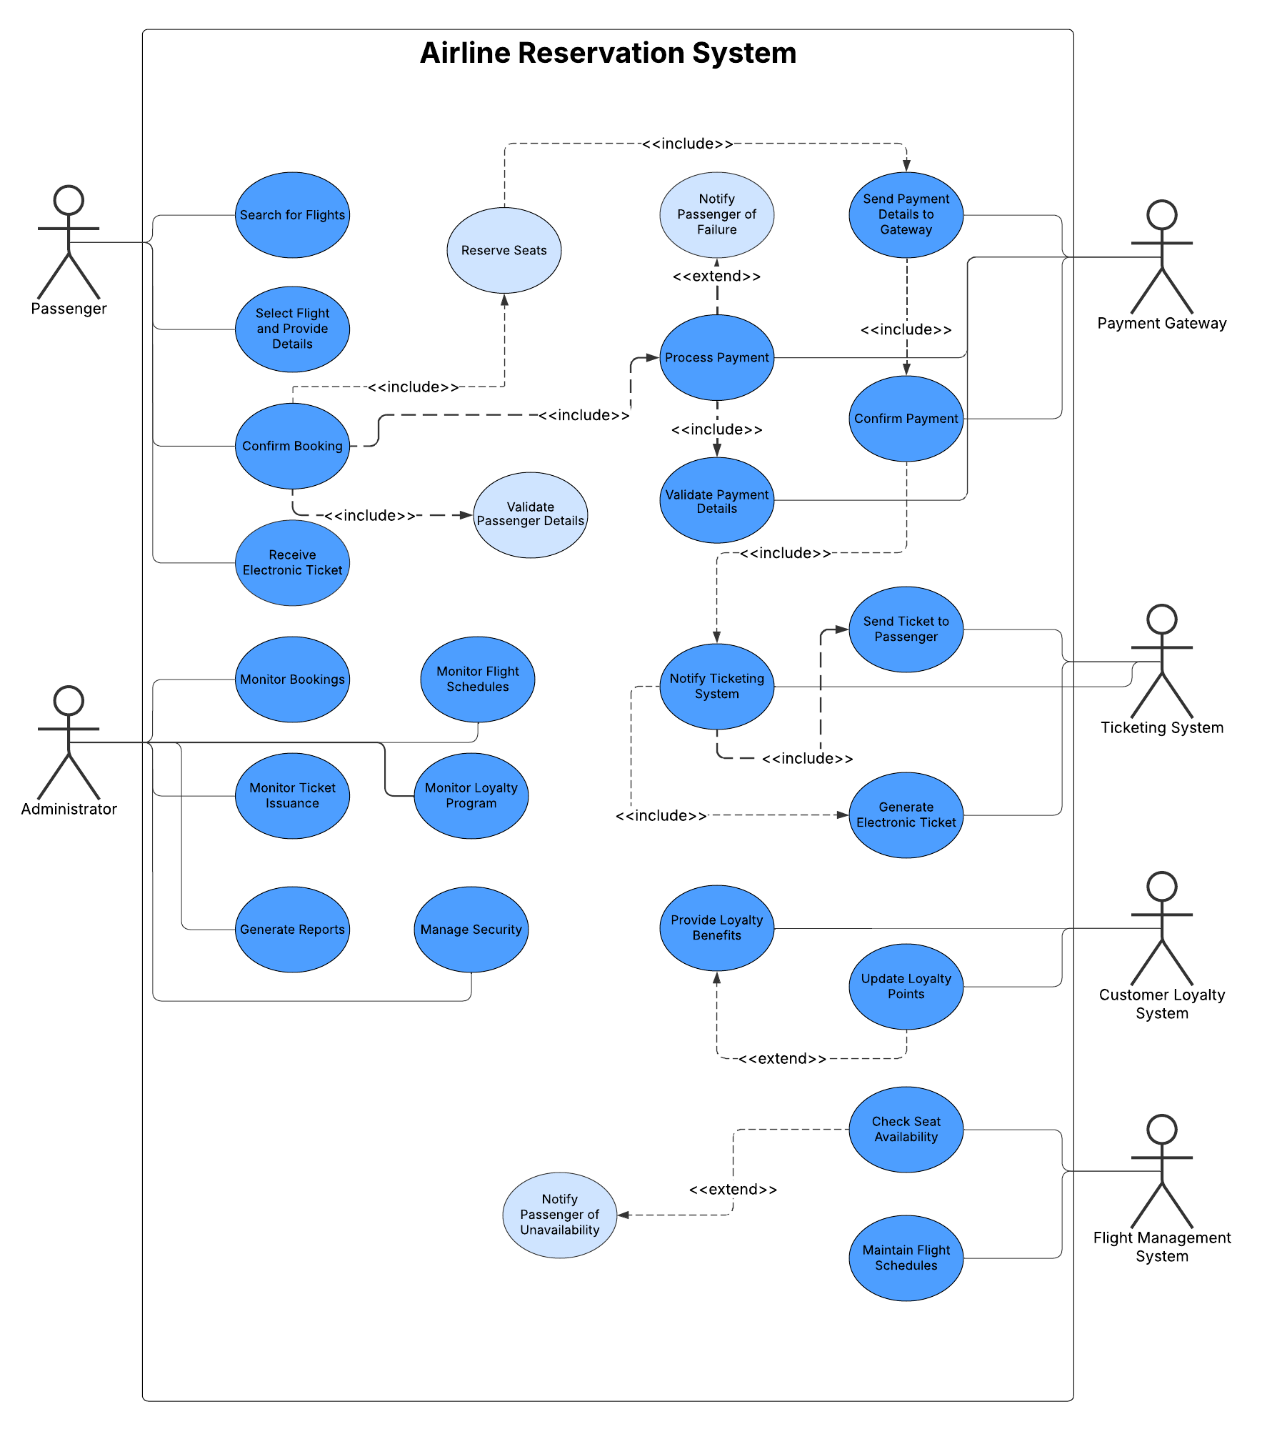 Airline Reservation System
<<include>>
Search for Flights
Reserve Seats
Notify
Passenger of
Failure
Send Payment
Details to
Gateway
<<extend>>
Passenger
Payment Gateway
Select Flight
and Provide
Details
<<include>>
Process Payment
<<include>>
<<include>>
Confirm Payment
<<include>>
Confirm Booking
Validate Payment
Details
<<include>>
Validate
Passenger Details
<<include>>
Receive
Electronic Ticket
Send Ticket to
Passenger
Monitor Bookings
Monitor Flight
Schedules
Notify Ticketing
System
Ticketing System
<<include>>
Administrator
Monitor Ticket
Issuance
Monitor Loyalty
Program
<<include>>
Generate
Electronic Ticket
Generate Reports
Manage Security
Provide Loyalty
Benefits
Update Loyalty
Points
Customer Loyalty
System
<<extend>>
Check Seat
Availability
<<extend>>
Notify
Passenger of
Unavailability
Maintain Flight
Schedules
Flight Management
System